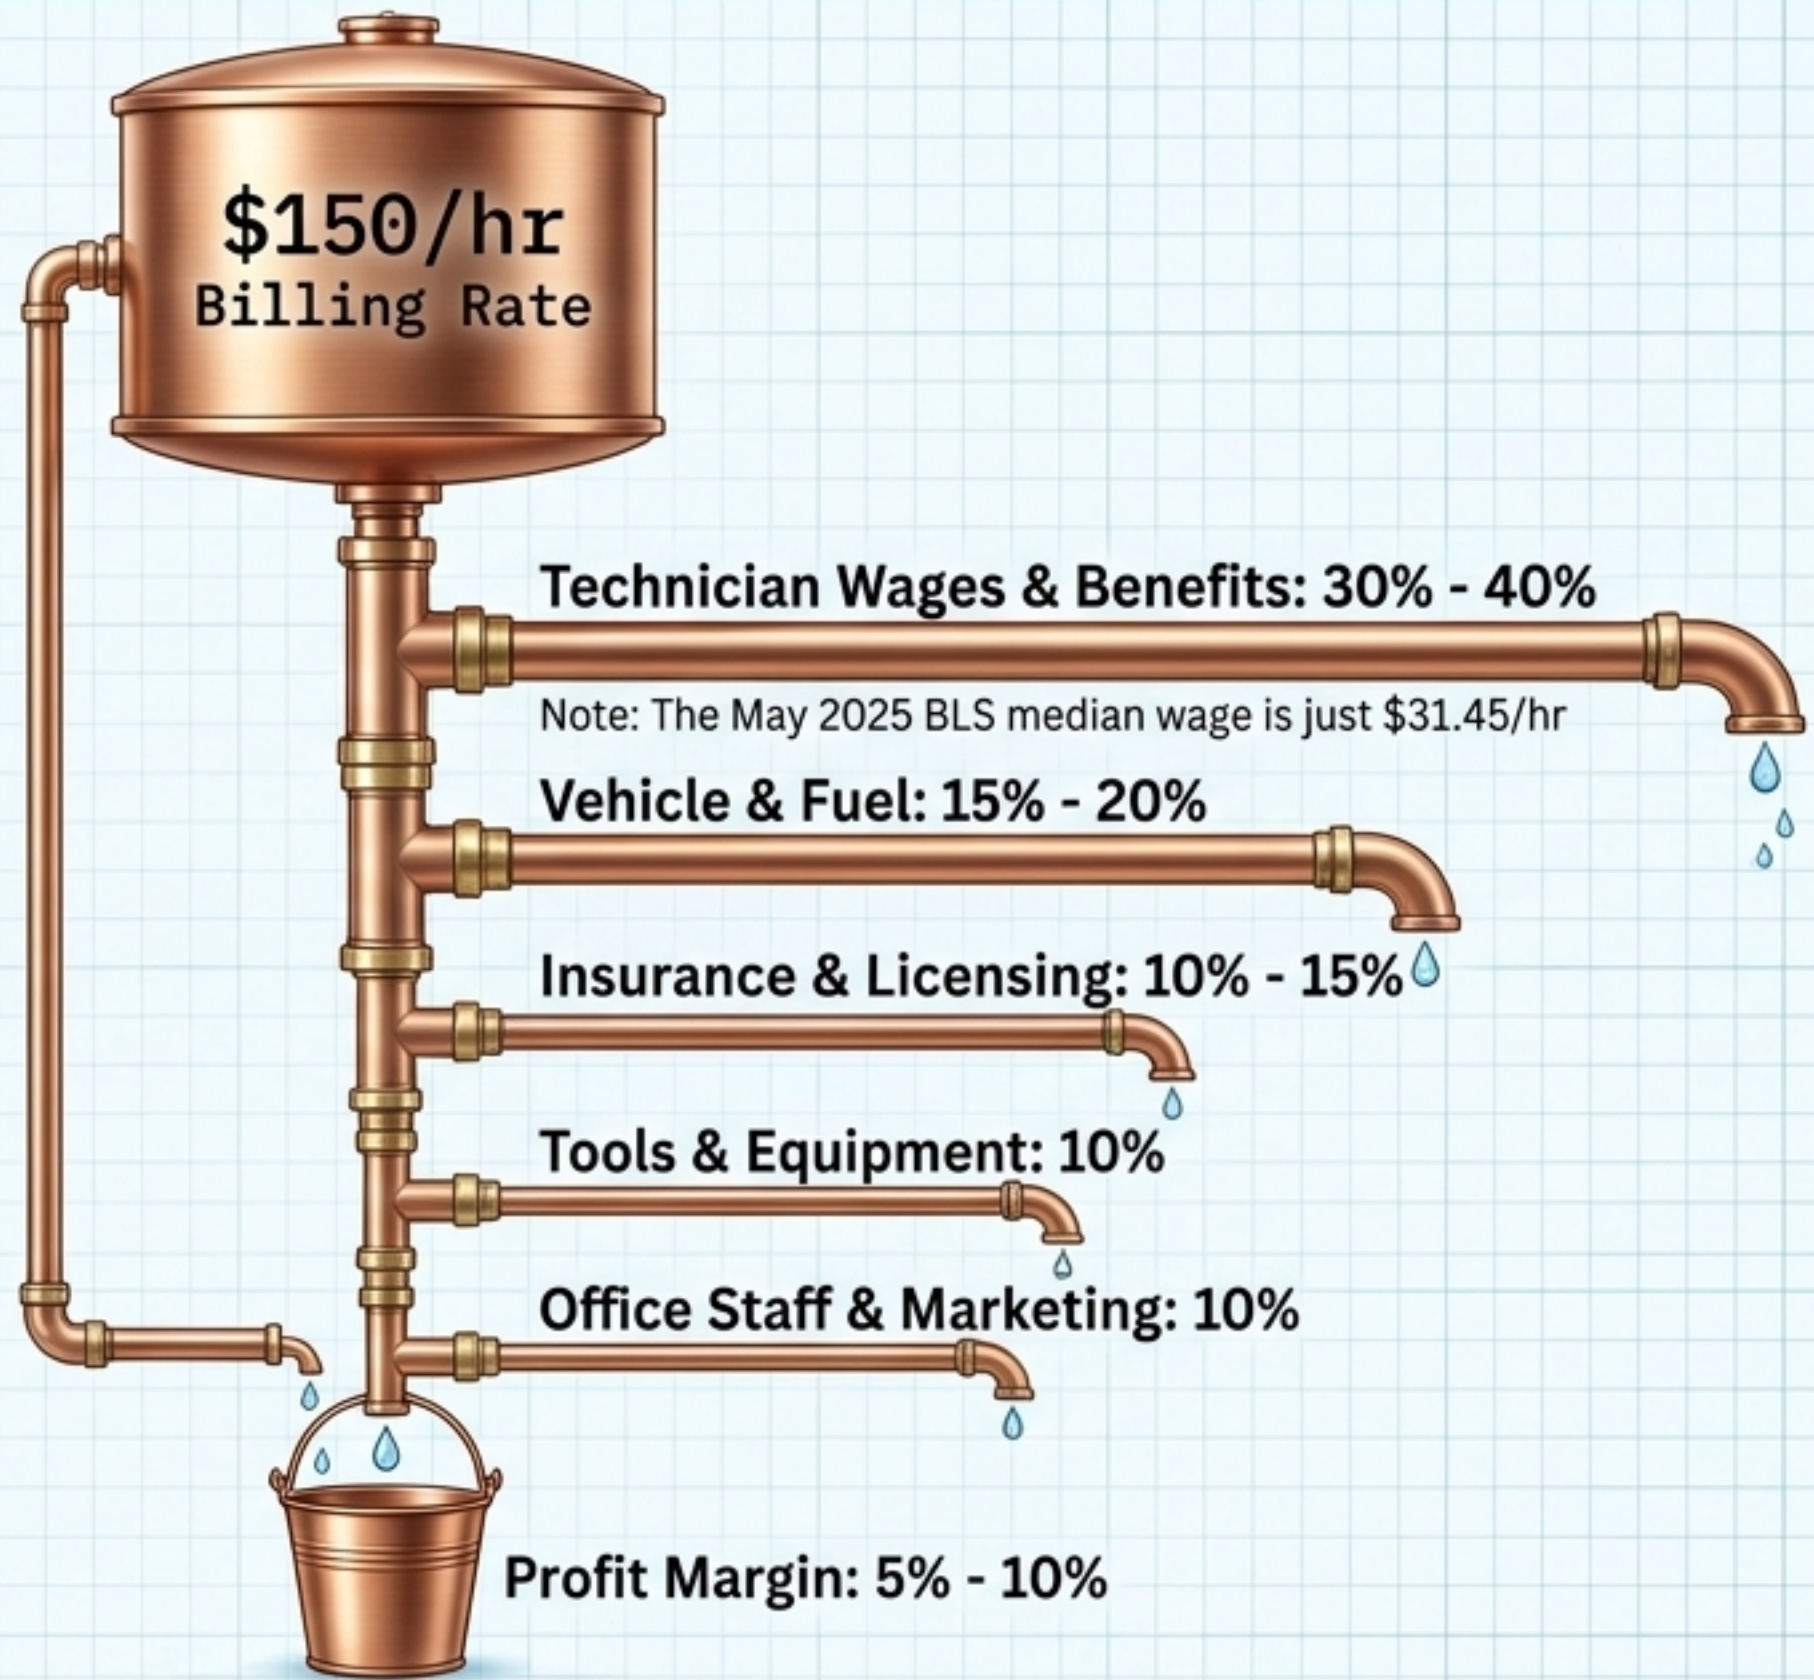 $150/hr
Billing Rate
Technician Wages & Benefits: 30% - 40%
Note: The May 2025 BLS median wage is just $31.45/hr
Vehicle & Fuel: 15% - 20%
Insurance & Licensing: 10% - 15%
Tools & Equipment: 10%
Office Staff & Marketing: 10%
Profit Margin: 5% - 10%